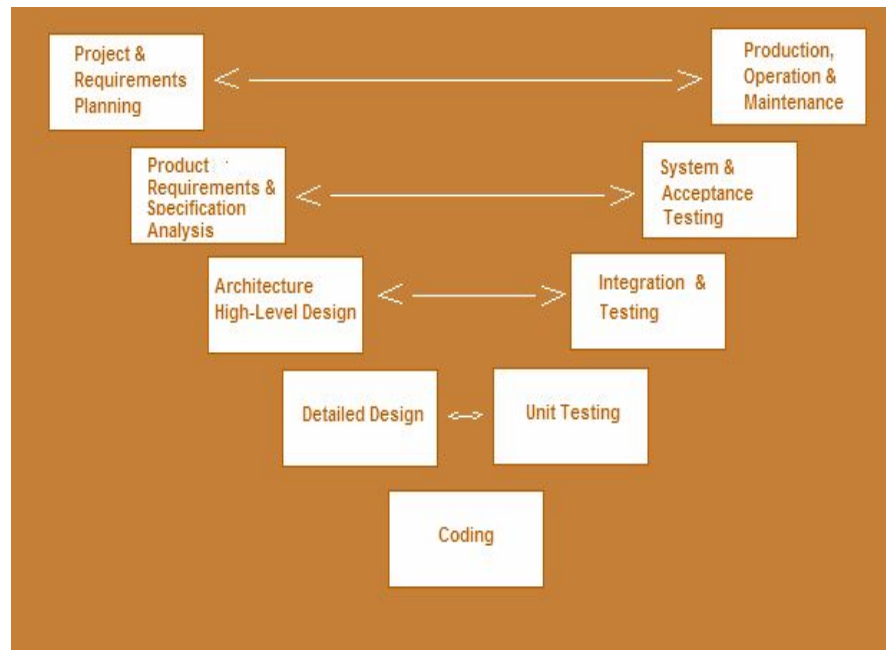 Project &
Requirements
Planning
Production,
Operation &
Maintenance
Product
Requirements &
Specification
Analysis
System &
Acceptance
Testing
Architecture
High-Level Design
Integration &
Testing
Detailed Design
Unit Testing
Coding